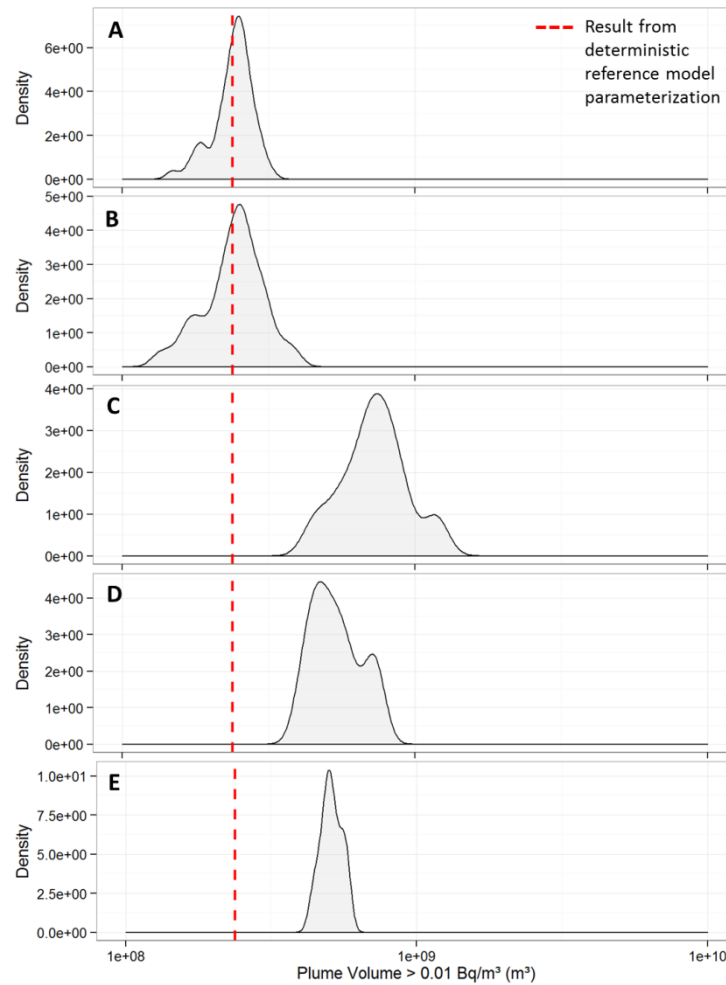 A
Density
6e+00
4e+00
2e+00
0e+00
Result from
deterministic
reference model
parameterization
B
Density
5e+00
4e+00
3e+00
2e+00
1e+00
0e+00
C
Density
4e+00
3e+00
2e+00
1e+00
0e+00
D
Density
4e+00
3e+00
2e+00
1e+00
0e+00
E
Density
1.0e+01
7.5e+00
5.0e+00
2.5e+00
0.0e+00
1e+08 1e+09 1e+10
Plume Volume > 0.01 Bq/m³ (m³)